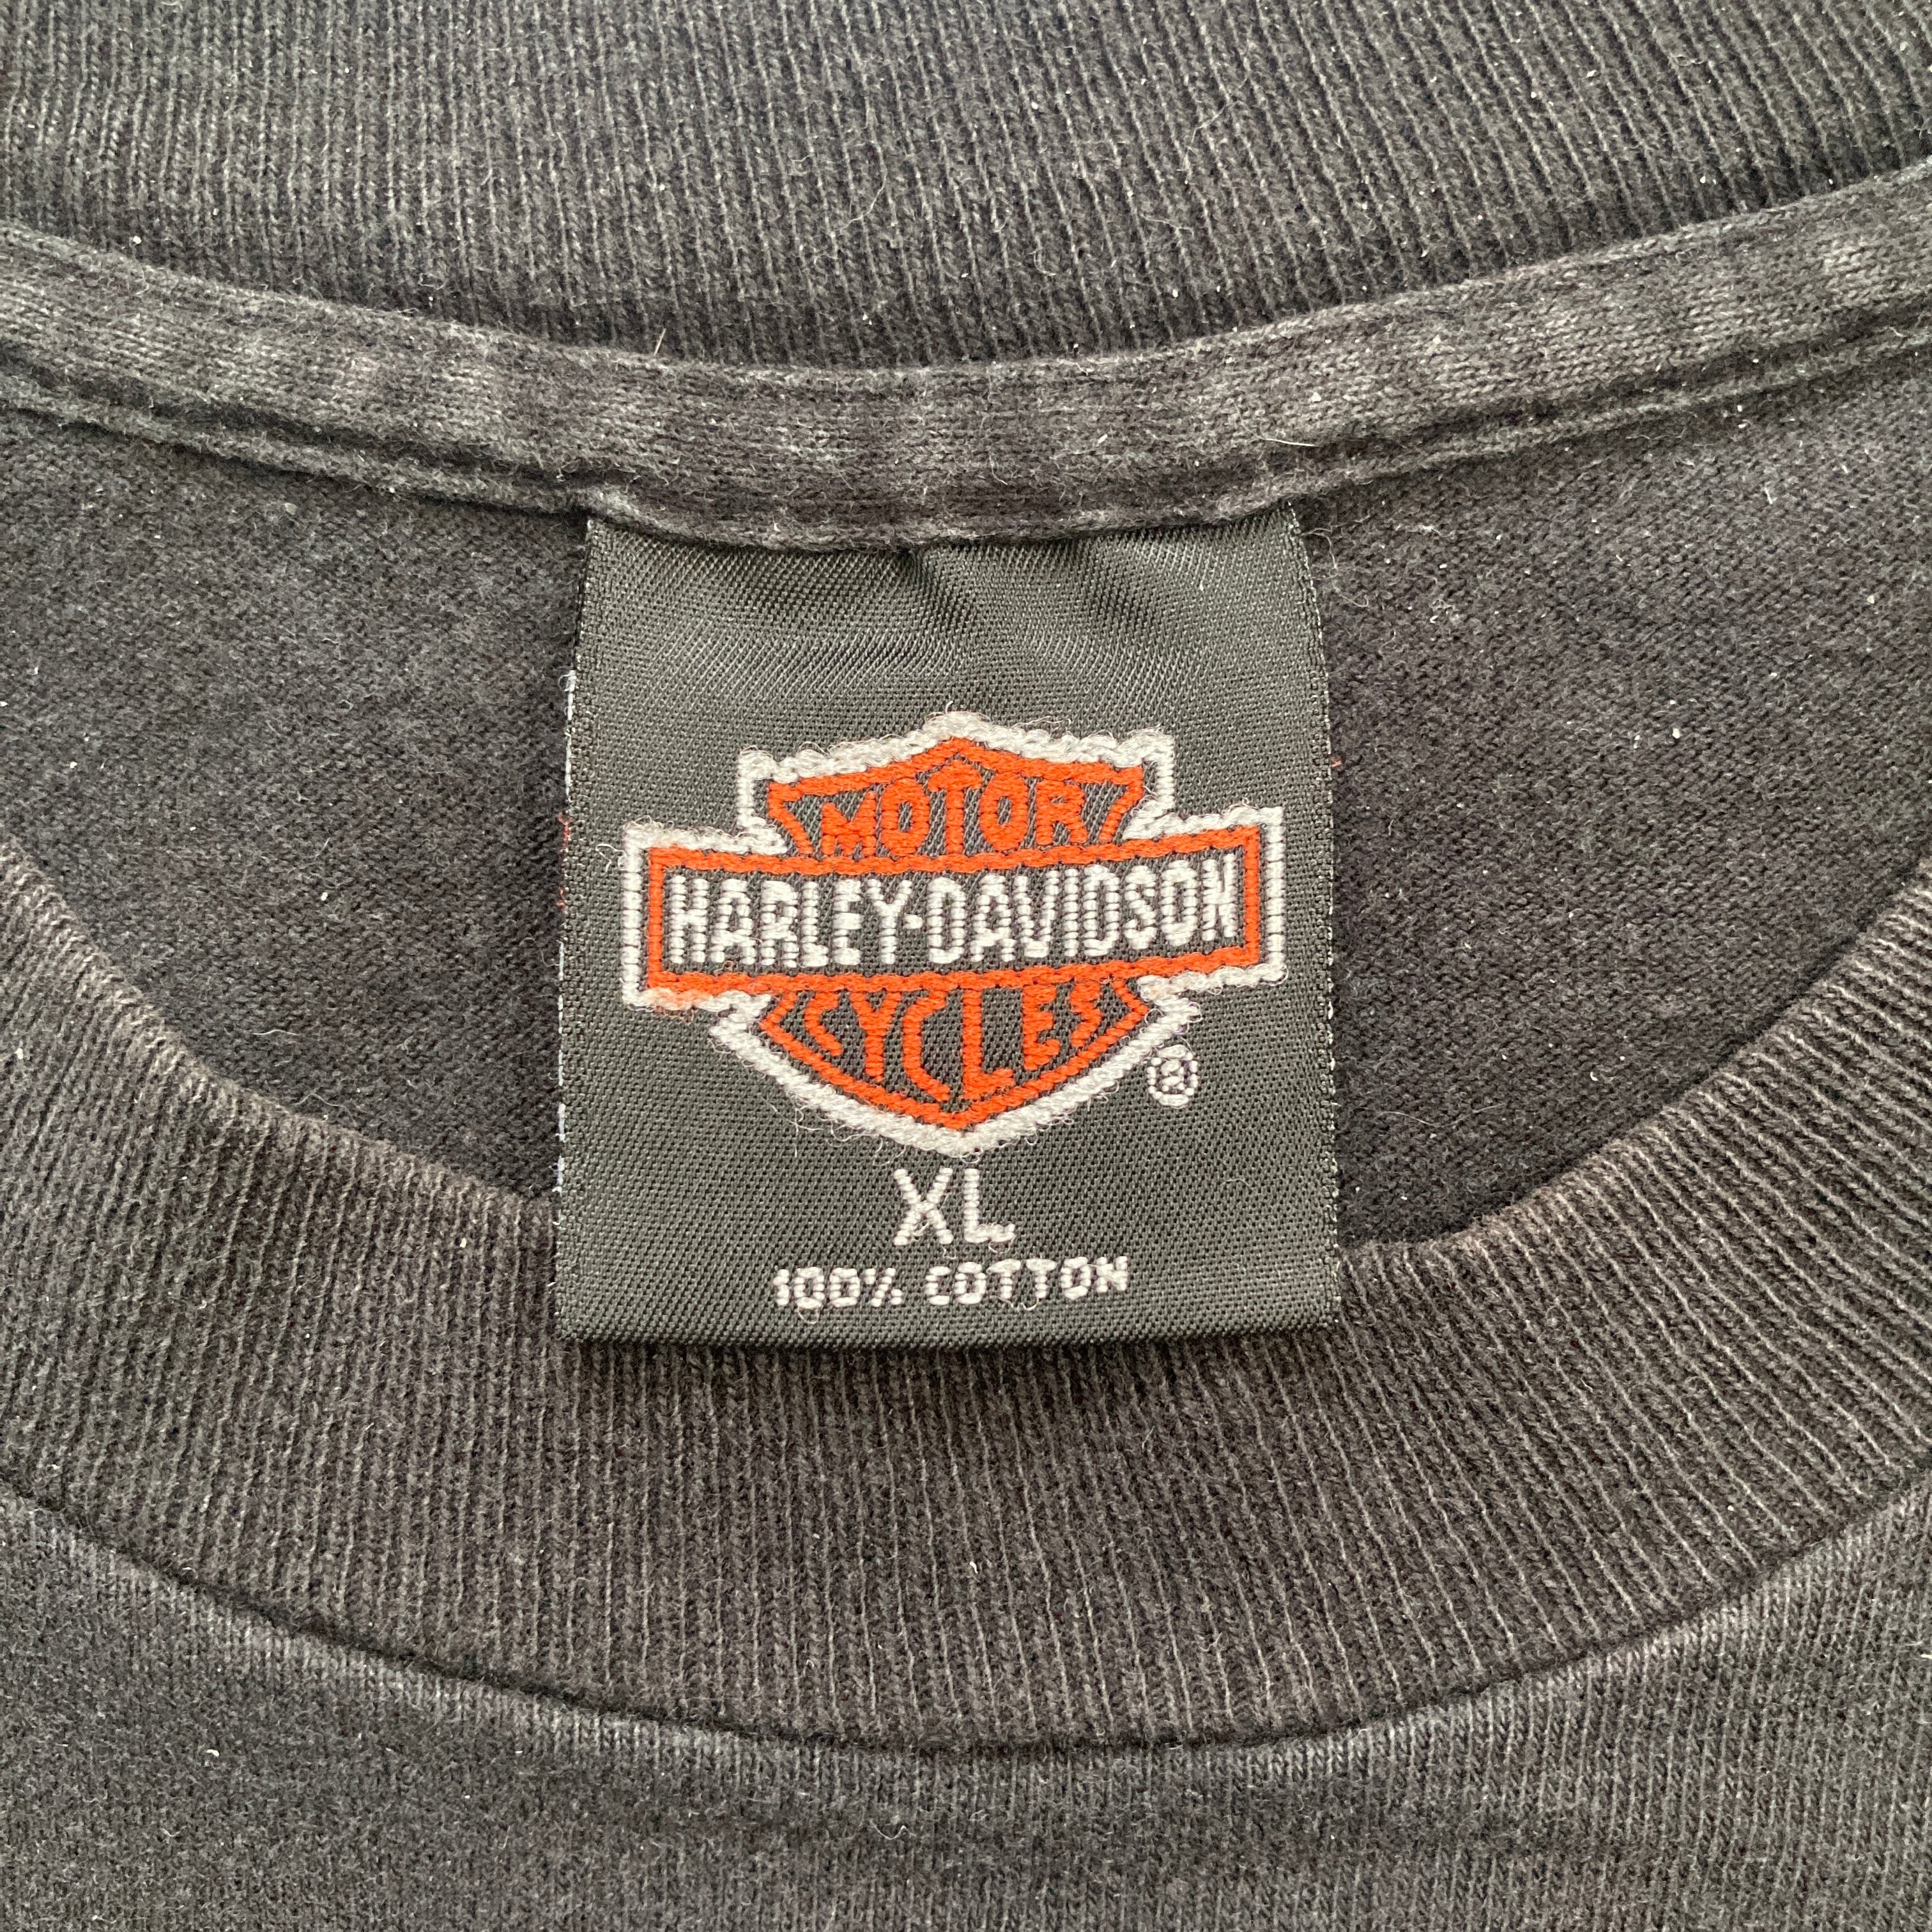 MOTOR
HARLEY-DAVIDSON
CYCLES
®
XL
100% COTTON